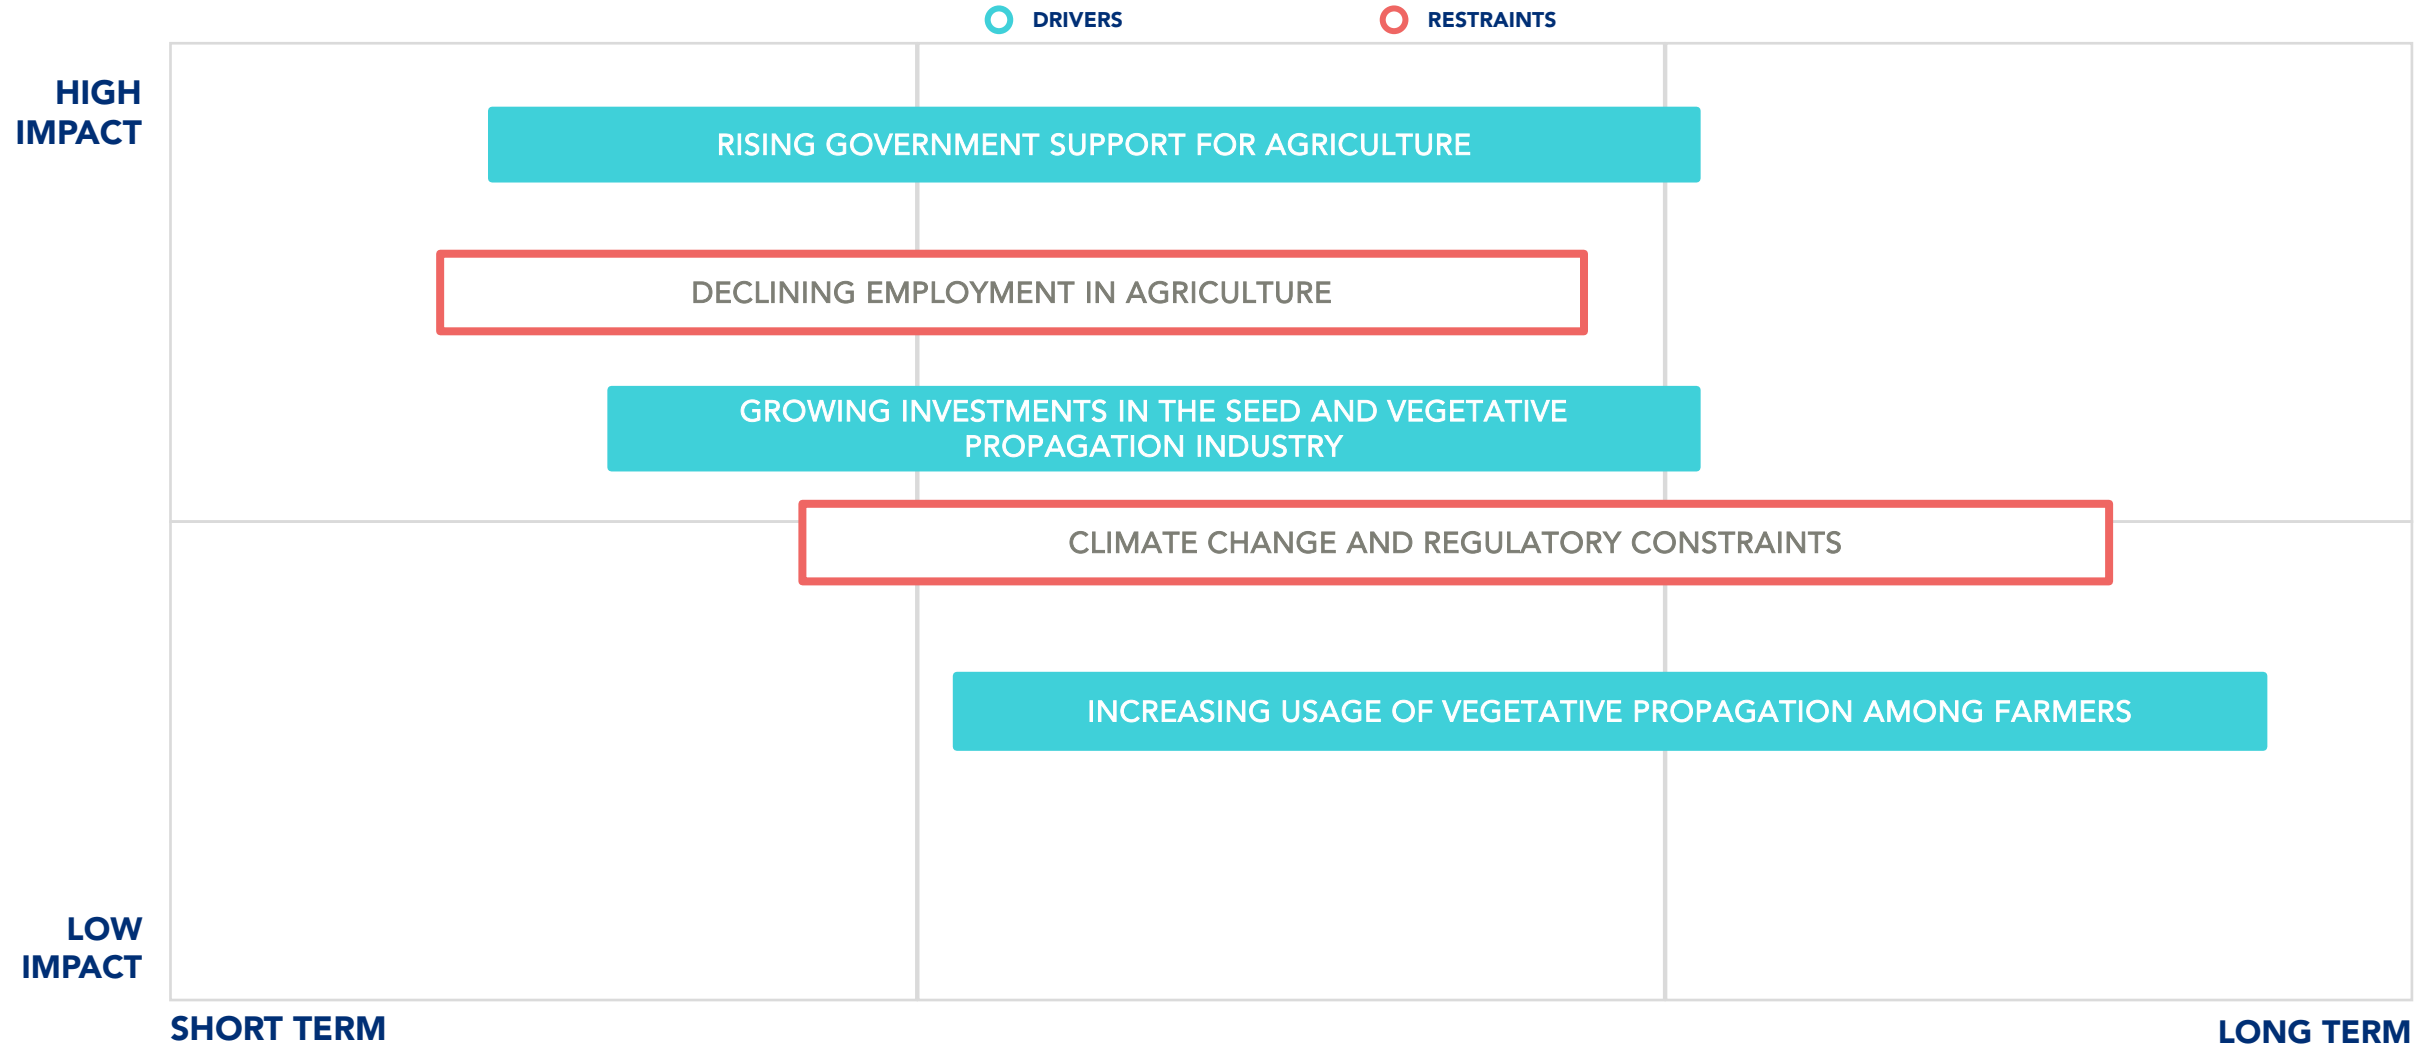 DRIVERS
RESTRAINTS
HIGH
IMPACT
RISING GOVERNMENT SUPPORT FOR AGRICULTURE
DECLINING EMPLOYMENT IN AGRICULTURE
GROWING INVESTMENTS IN THE SEED AND VEGETATIVE
PROPAGATION INDUSTRY
CLIMATE CHANGE AND REGULATORY CONSTRAINTS
INCREASING USAGE OF VEGETATIVE PROPAGATION AMONG FARMERS
LOW
IMPACT
SHORT TERM
LONG TERM